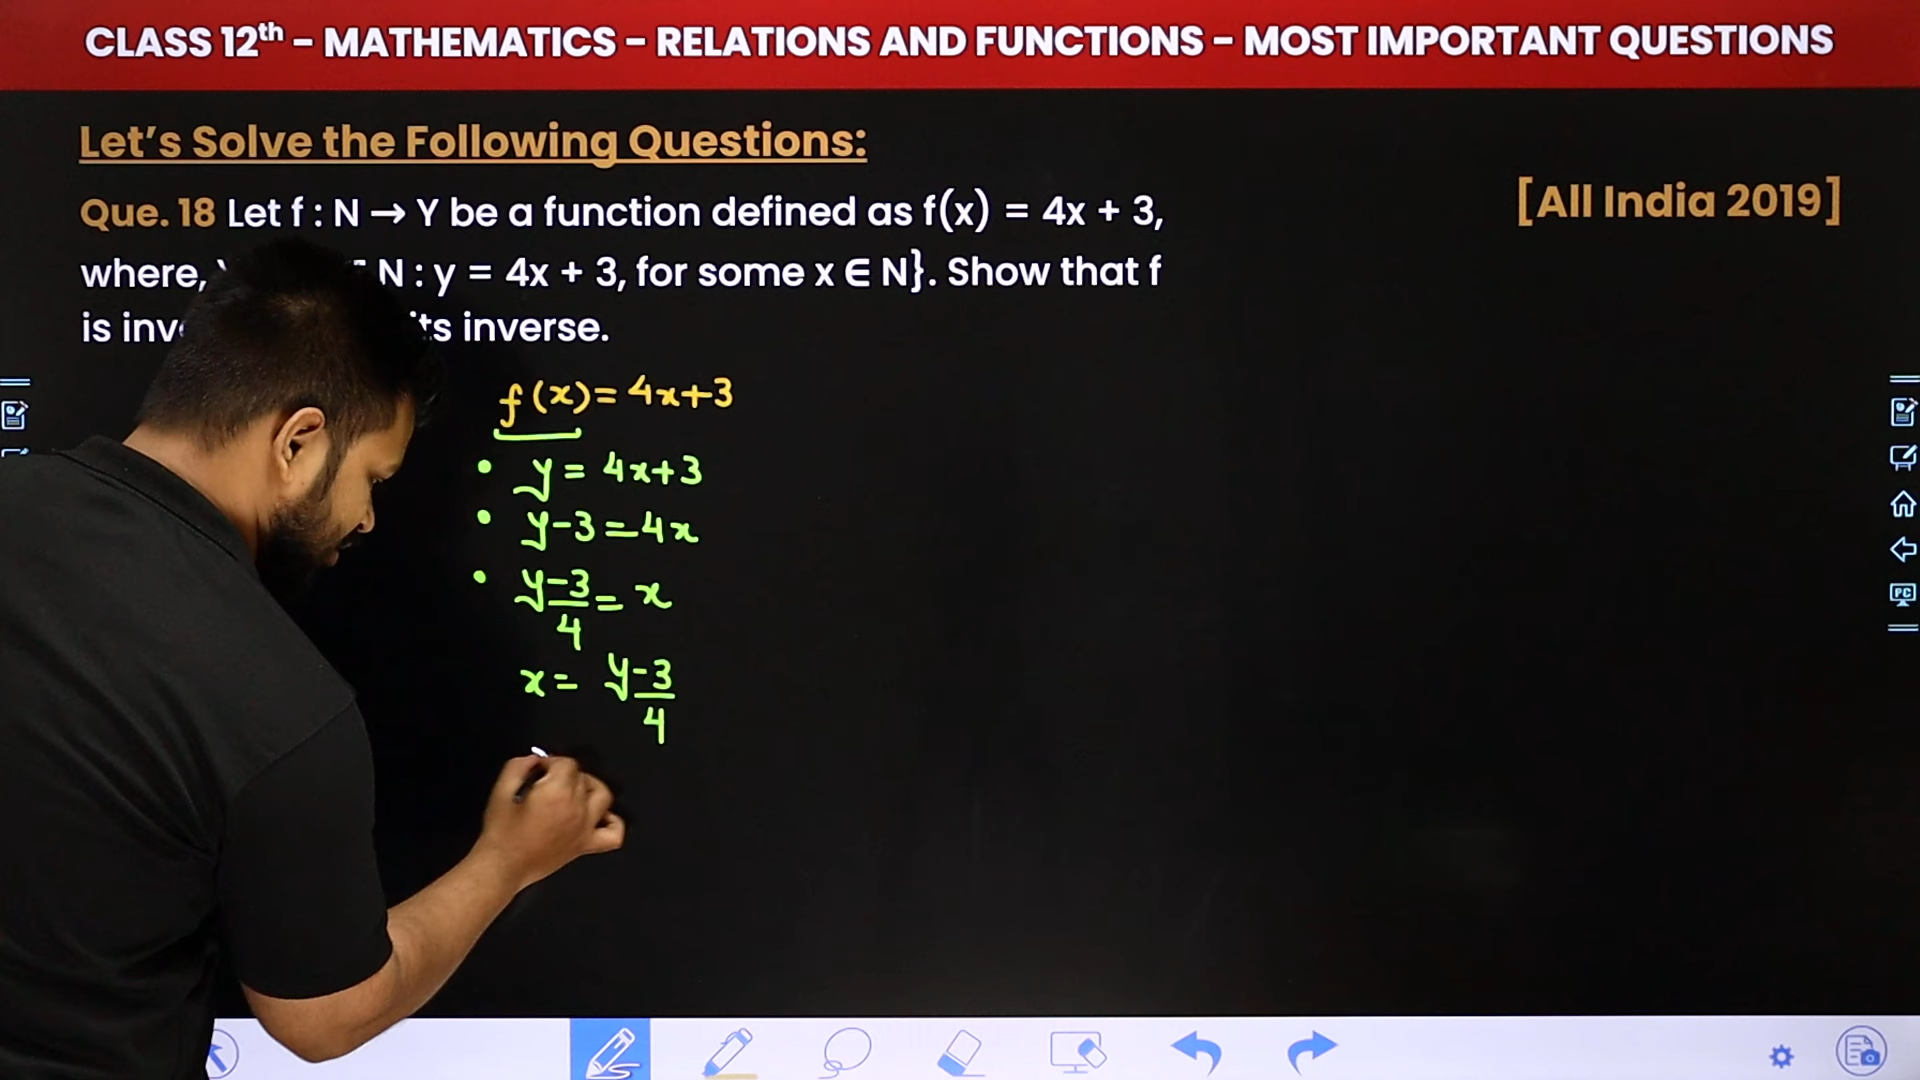 CLASS 12th - MATHEMATICS - RELATIONS AND FUNCTIONS - MOST IMPORTANT QUESTIONS
Let's Solve the Following Questions:
[All India 2019]
Que. 18 Let f : N → Y be a function defined as f(x) = 4x + 3,
where, N : y = 4x + 3, for some x ∈ N}. Show that f
is its inverse.
f(x) = 4x+3
• y = 4x+3
• y-3 = 4x
• y-3/4 = x
x = y-3/4
PC